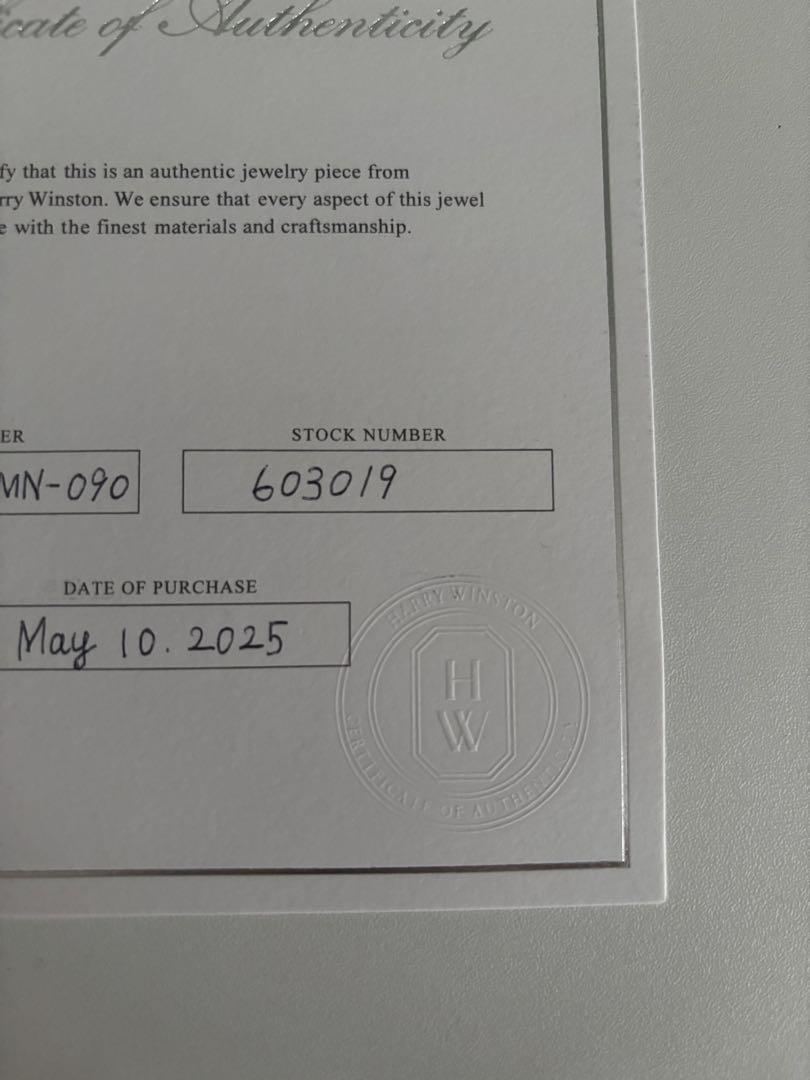 cate of Authenticity
fy that this is an authentic jewelry piece from
rry Winston. We ensure that every aspect of this jewel
e with the finest materials and craftsmanship.
ER
STOCK NUMBER
MN-090
603019
DATE OF PURCHASE
May 10. 2025
HARRY WINSTON
H
W
CERTIFICATE OF AUTHENTICITY